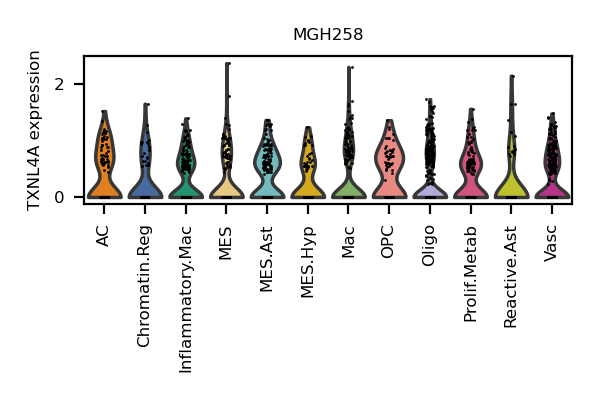 MGH258
TXNL4A expression
2
0
AC
Chromatin.Reg
Inflammatory.Mac
MES
MES.Ast
MES.Hyp
Mac
OPC
Oligo
Prolif.Metab
Reactive.Ast
Vasc